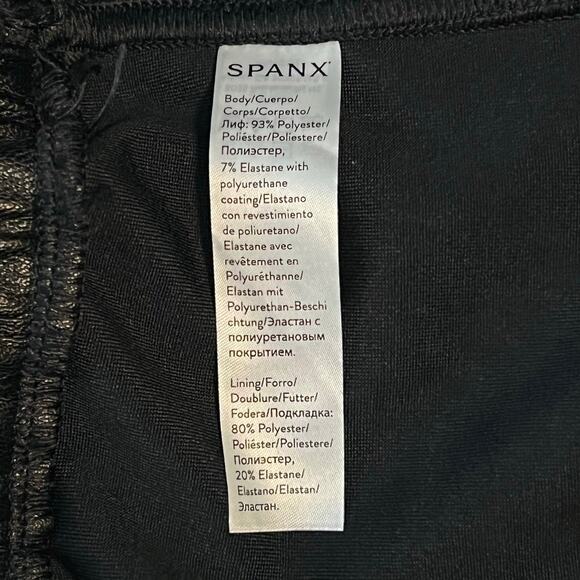 SPANX
Body/Cuerpo/
Corps/Corpetto/
Лиф: 93% Polyester/
Poliéster/Poliestere/
Полиэстер,
7% Elastane with
polyurethane
coating/Elastano
con revestimiento
de poliuretano/
Elastane avec
revêtement en
Polyuréthanne/
Elastan mit
Polyurethan-Beschi
chtung/Эластан с
полиуретановым
покрытием.
Lining/Forro/
Doublure/Futter/
Fodera/Подкладка:
80% Polyester/
Poliéster/Poliestere/
Полиэстер,
20% Elastane/
Elastano/Elastan/
Эластан.